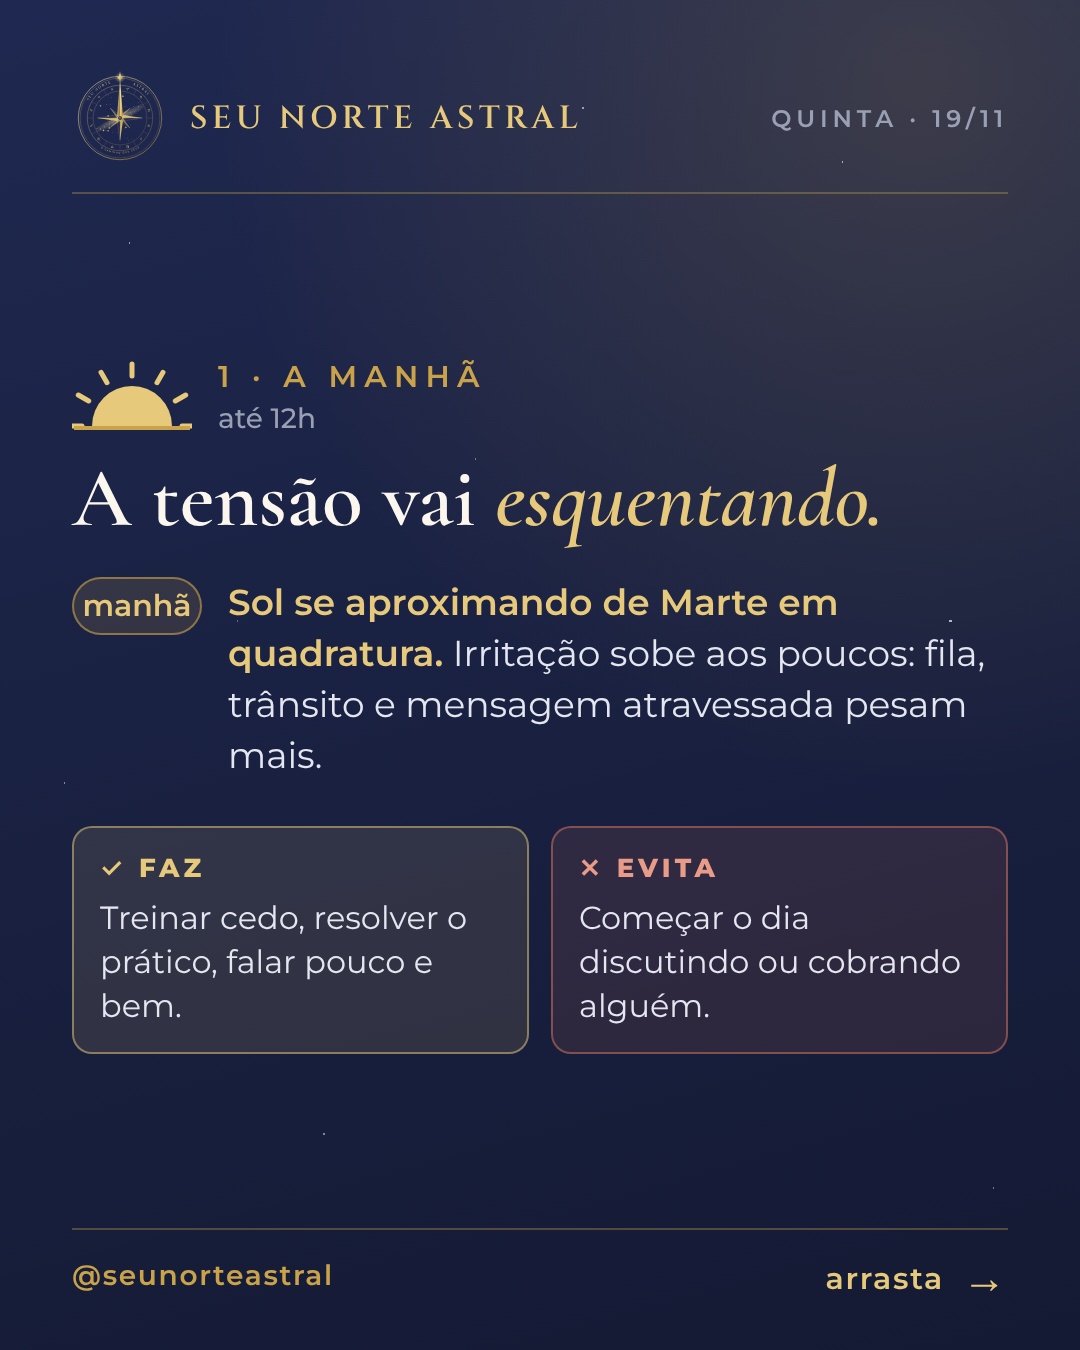 SEU NORTE ASTRAL
QUINTA · 19/11
1 · A MANHÃ
até 12h
A tensão vai esquentando.
manhã
Sol se aproximando de Marte em
quadratura. Irritação sobe aos poucos: fila,
trânsito e mensagem atravessada pesam
mais.
✓ FAZ
Treinar cedo, resolver o
prático, falar pouco e
bem.
✕ EVITA
Começar o dia
discutindo ou cobrando
alguém.
@seunorteastral
arrasta →